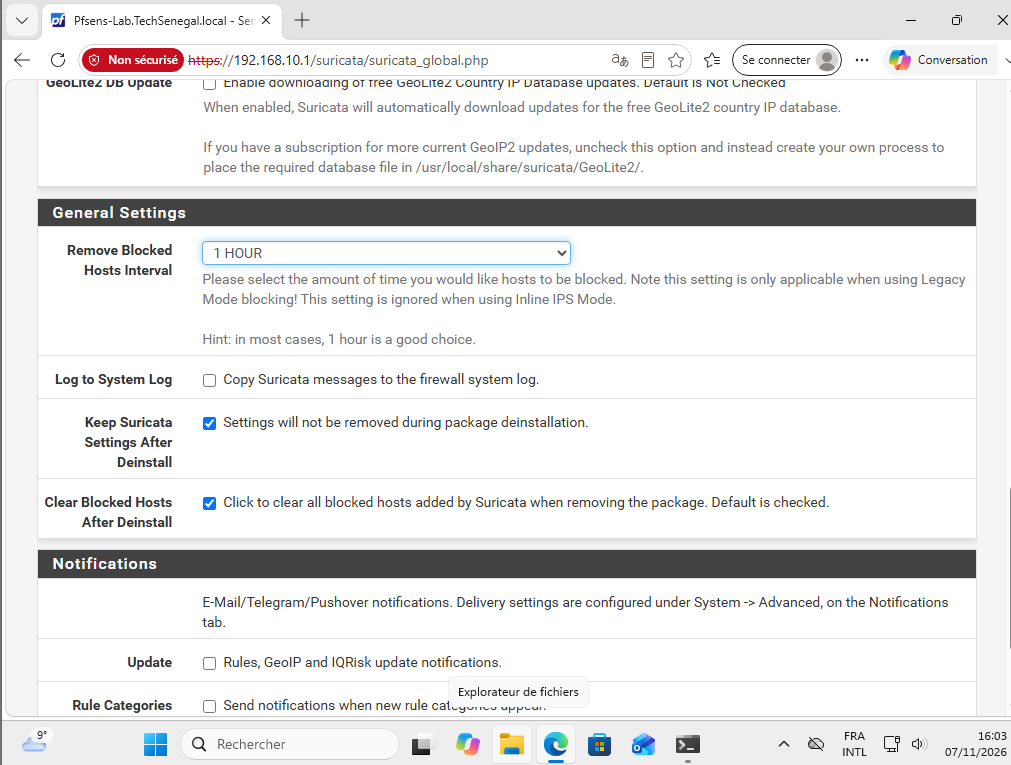 Pfsens-Lab.TechSenegal.local - Ser
Non sécurisé https://192.168.10.1/suricata/suricata_global.php
Se connecter
Conversation
GeoLite2 DB Update
Enable downloading of free GeoLite2 Country IP Database updates. Default is Not Checked
When enabled, Suricata will automatically download updates for the free GeoLite2 country IP database.
If you have a subscription for more current GeoIP2 updates, uncheck this option and instead create your own process to
place the required database file in /usr/local/share/suricata/GeoLite2/.
General Settings
Remove Blocked
Hosts Interval
1 HOUR
Please select the amount of time you would like hosts to be blocked. Note this setting is only applicable when using Legacy
Mode blocking! This setting is ignored when using Inline IPS Mode.
Hint: in most cases, 1 hour is a good choice.
Log to System Log
Copy Suricata messages to the firewall system log.
Keep Suricata
Settings After
Deinstall
Settings will not be removed during package deinstallation.
Clear Blocked Hosts
After Deinstall
Click to clear all blocked hosts added by Suricata when removing the package. Default is checked.
Notifications
E-Mail/Telegram/Pushover notifications. Delivery settings are configured under System -> Advanced, on the Notifications
tab.
Update
Rules, GeoIP and IQRisk update notifications.
Rule Categories
Send notifications when new rule categories appear.
Explorateur de fichiers
9°
Rechercher
FRA
INTL
16:03
07/11/2026